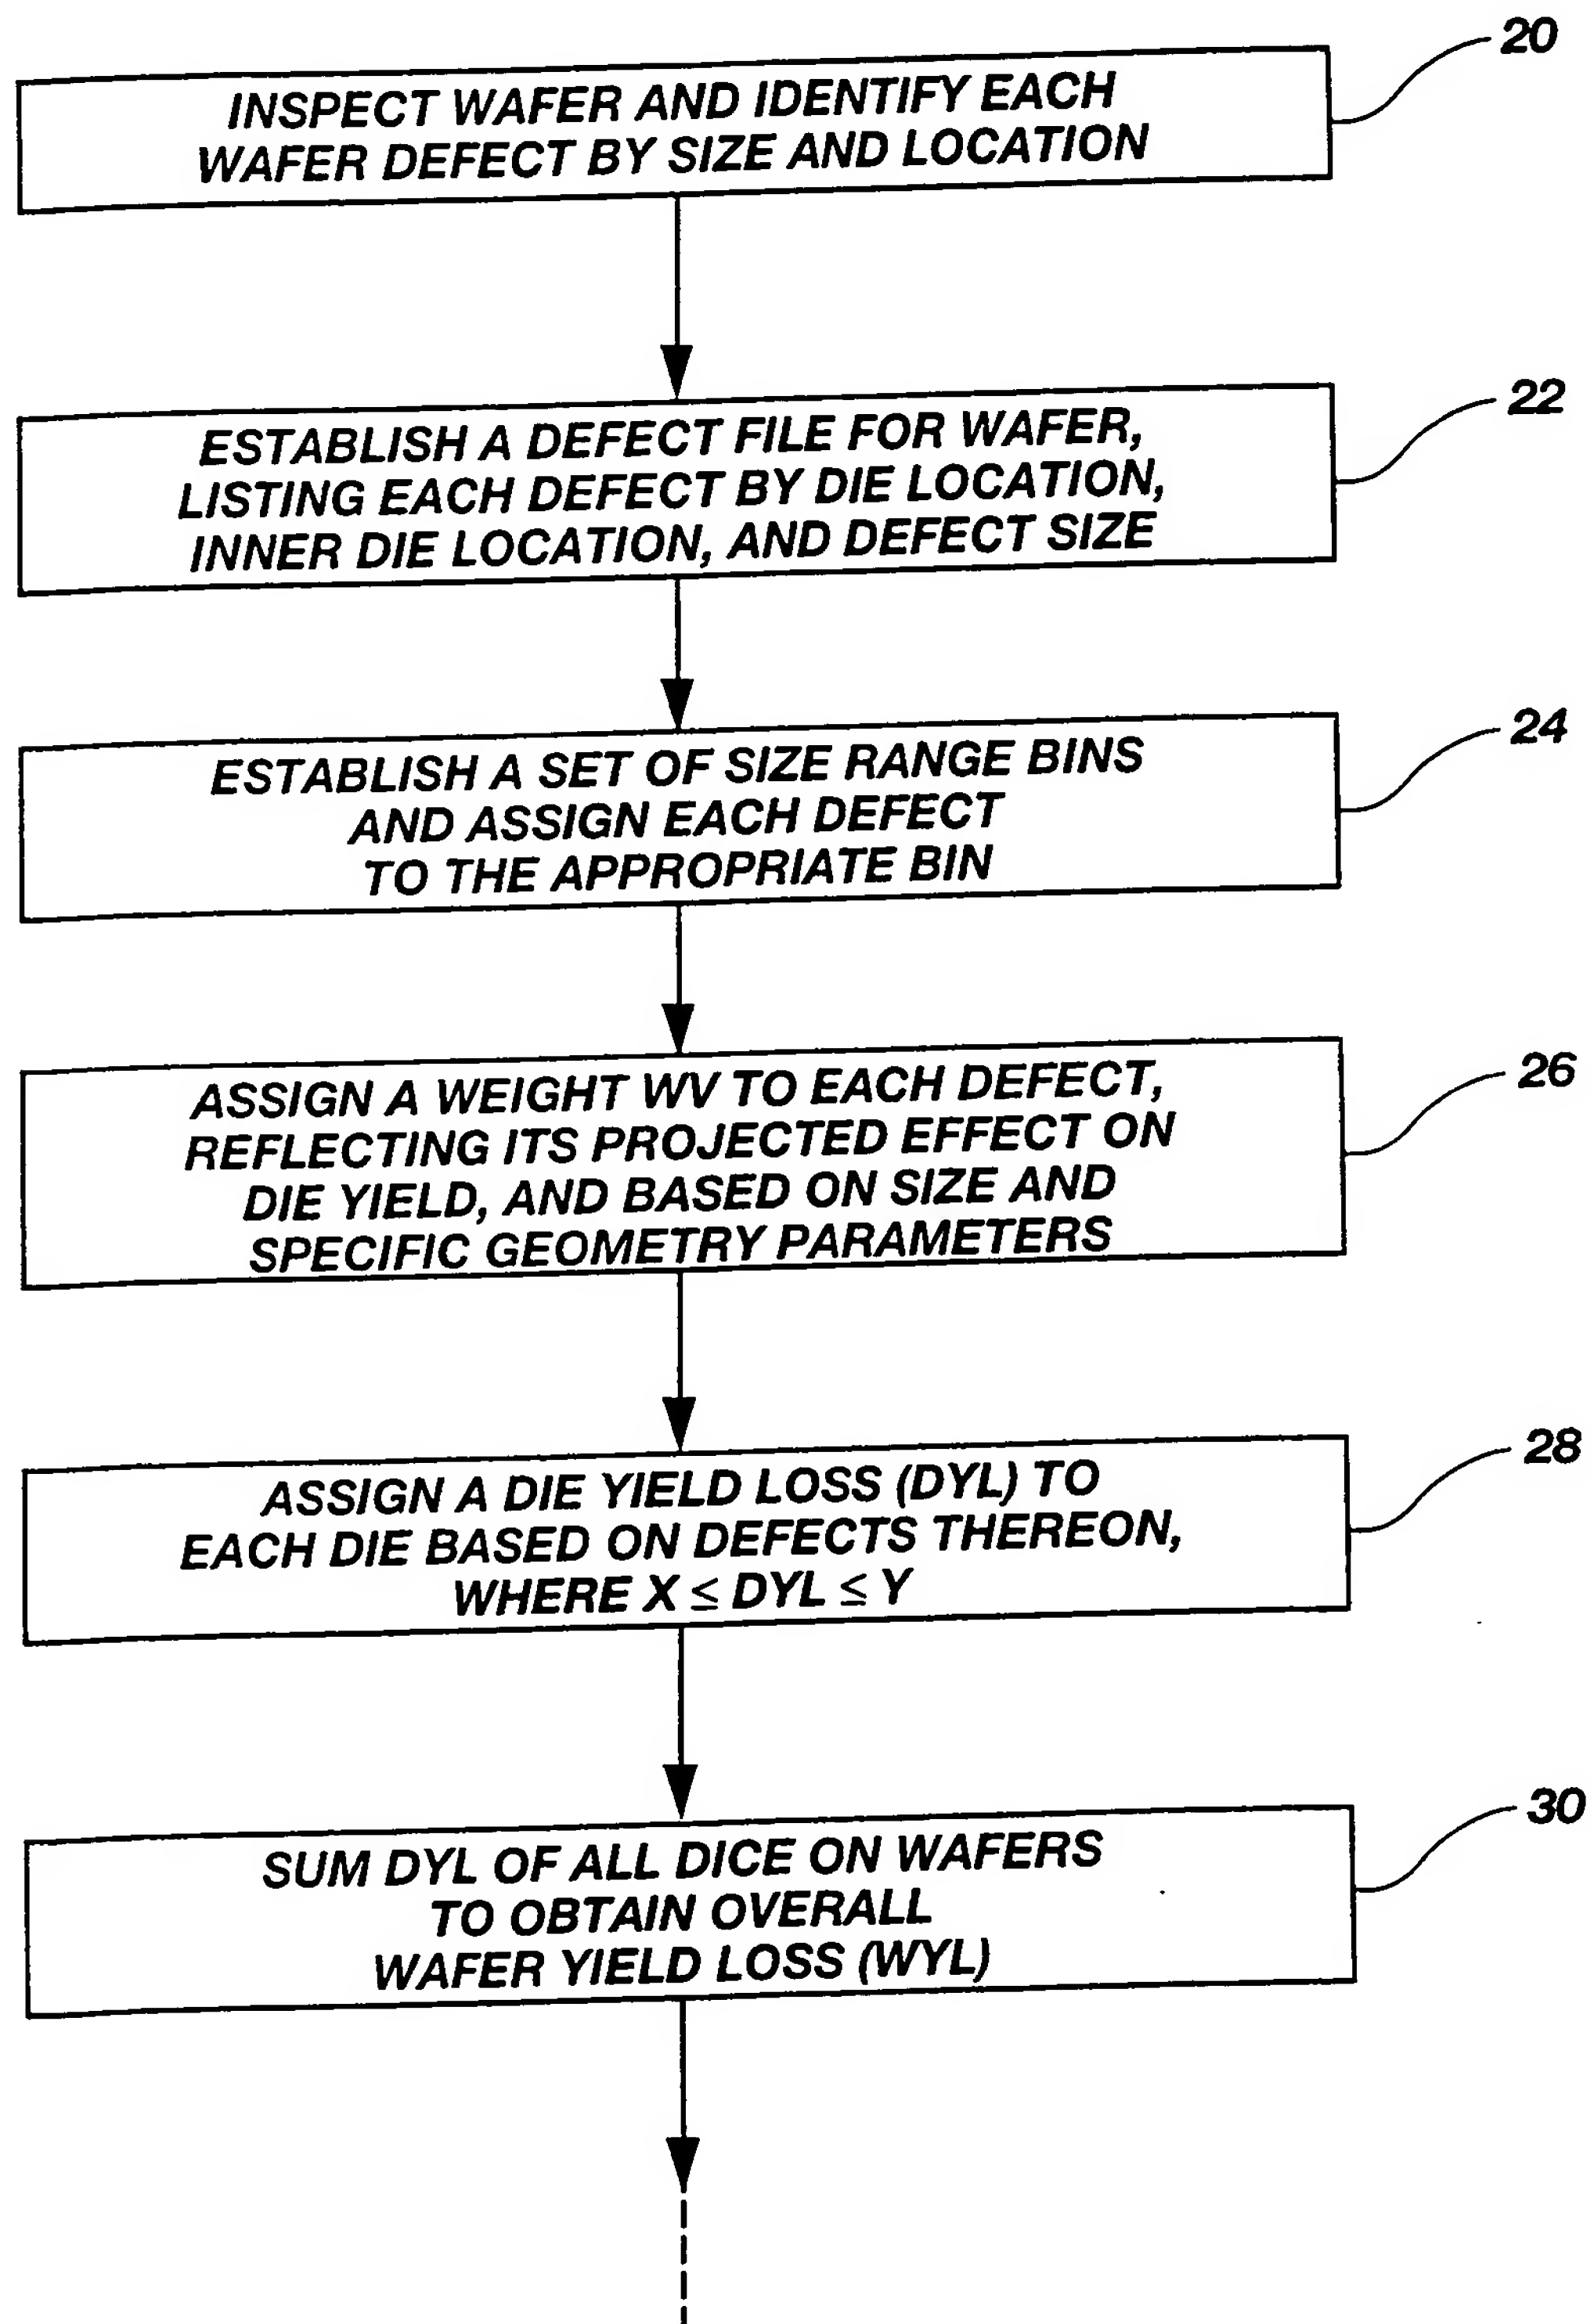 20
INSPECT WAFER AND IDENTIFY EACH
WAFER DEFECT BY SIZE AND LOCATION
22
ESTABLISH A DEFECT FILE FOR WAFER,
LISTING EACH DEFECT BY DIE LOCATION,
INNER DIE LOCATION, AND DEFECT SIZE
24
ESTABLISH A SET OF SIZE RANGE BINS
AND ASSIGN EACH DEFECT
TO THE APPROPRIATE BIN
26
ASSIGN A WEIGHT WV TO EACH DEFECT,
REFLECTING ITS PROJECTED EFFECT ON
DIE YIELD, AND BASED ON SIZE AND
SPECIFIC GEOMETRY PARAMETERS
28
ASSIGN A DIE YIELD LOSS (DYL) TO
EACH DIE BASED ON DEFECTS THEREON,
WHERE X ≤ DYL ≤ Y
30
SUM DYL OF ALL DICE ON WAFERS
TO OBTAIN OVERALL
WAFER YIELD LOSS (WYL)